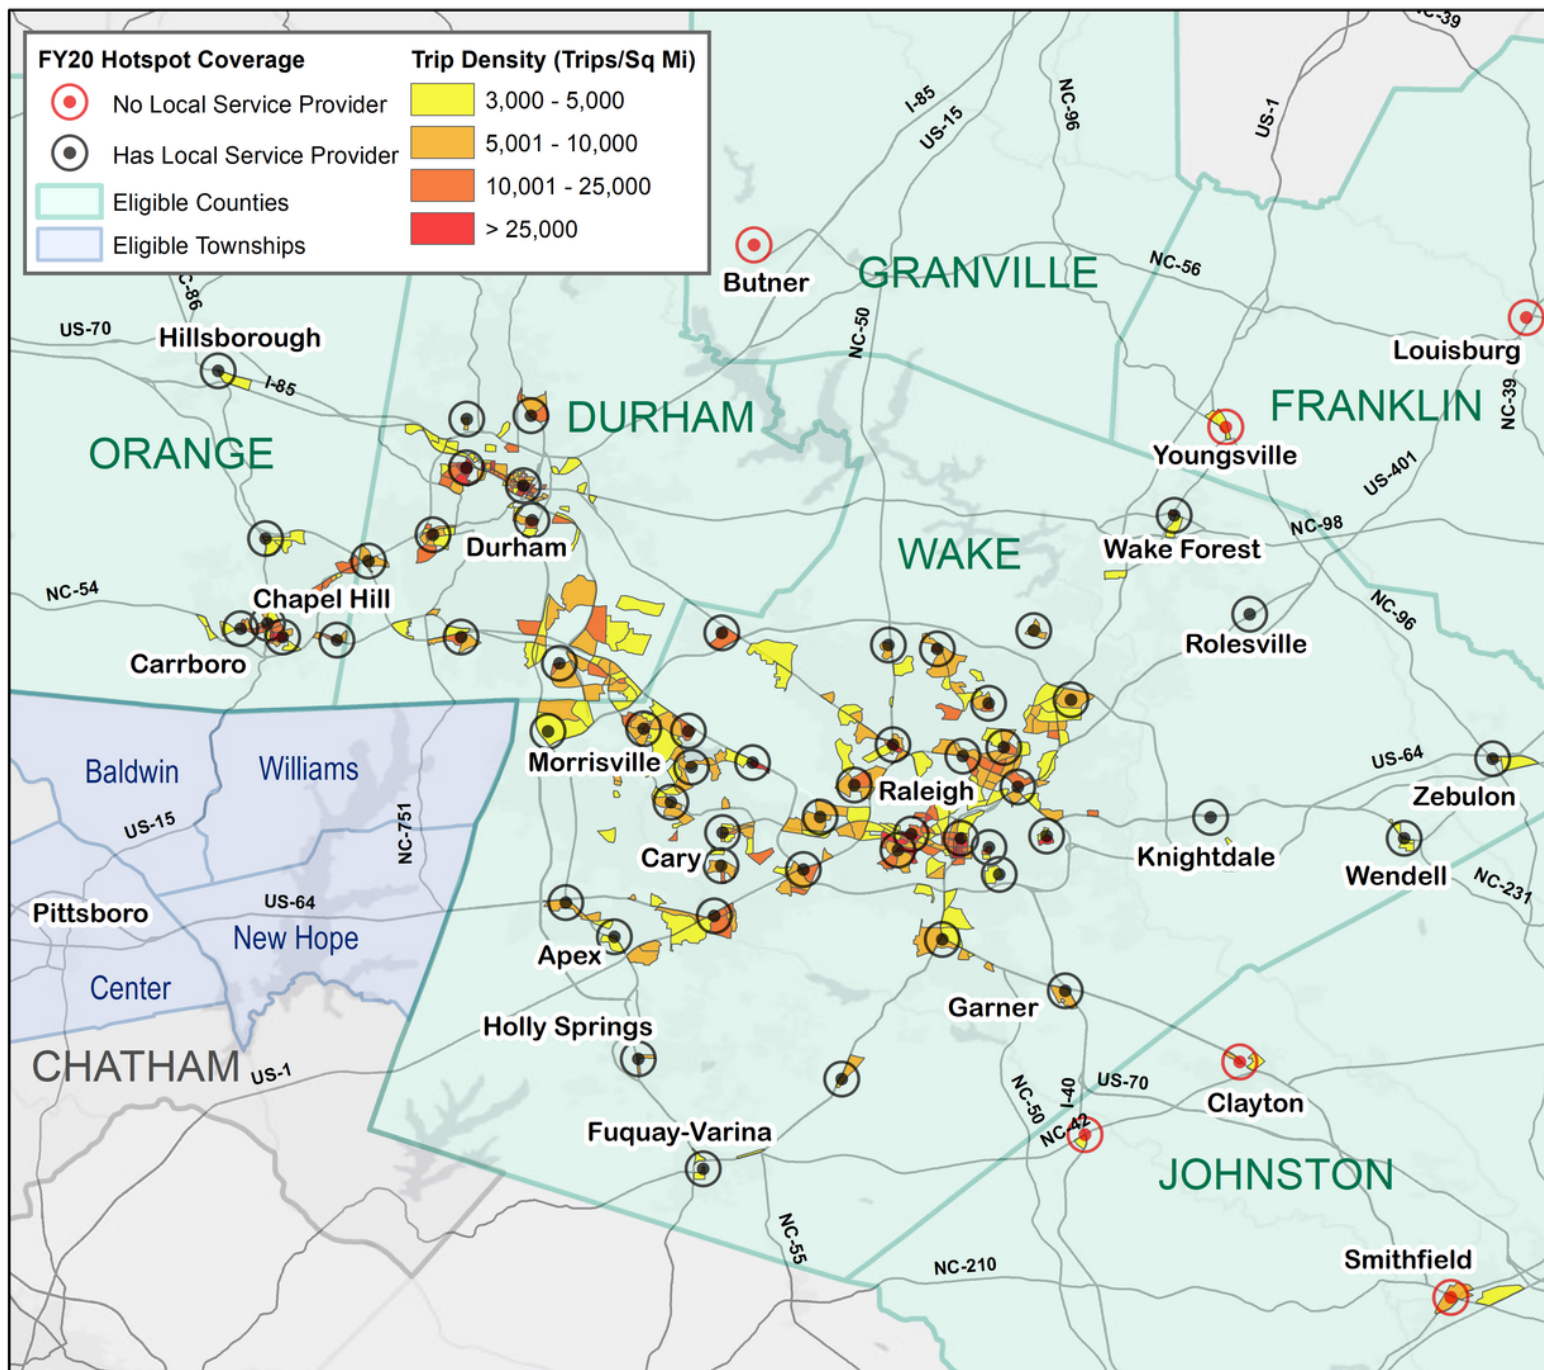 FY20 Hotspot Coverage
No Local Service Provider
Has Local Service Provider
Eligible Counties
Eligible Townships
Trip Density (Trips/Sq Mi)
3,000 - 5,000
5,001 - 10,000
10,001 - 25,000
> 25,000
NC-39
I-85
US-15
NC-96
US-1
Butner
GRANVILLE
NC-56
C-86
US-70
Hillsborough
I-85
NC-50
Louisburg
NC-39
FRANKLIN
DURHAM
ORANGE
Youngsville
US-401
NC-98
Wake Forest
WAKE
Durham
NC-54
Chapel Hill
NC-96
Rolesville
Carrboro
Morrisville
Baldwin
Williams
US-64
Raleigh
Zebulon
US-15
NC-751
Cary
Knightdale
Wendell
NC-231
US-64
Pittsboro
New Hope
Apex
Center
Garner
Holly Springs
CHATHAM
US-1
NC-50
I-40
US-70
Clayton
NC-42
Fuquay-Varina
JOHNSTON
NC-55
NC-210
Smithfield